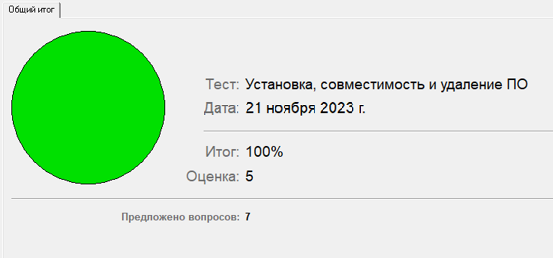 Общий итог
Тест: Установка, совместимость и удаление ПО
Дата: 21 ноября 2023 г.
Итог: 100%
Оценка: 5
Предложено вопросов: 7